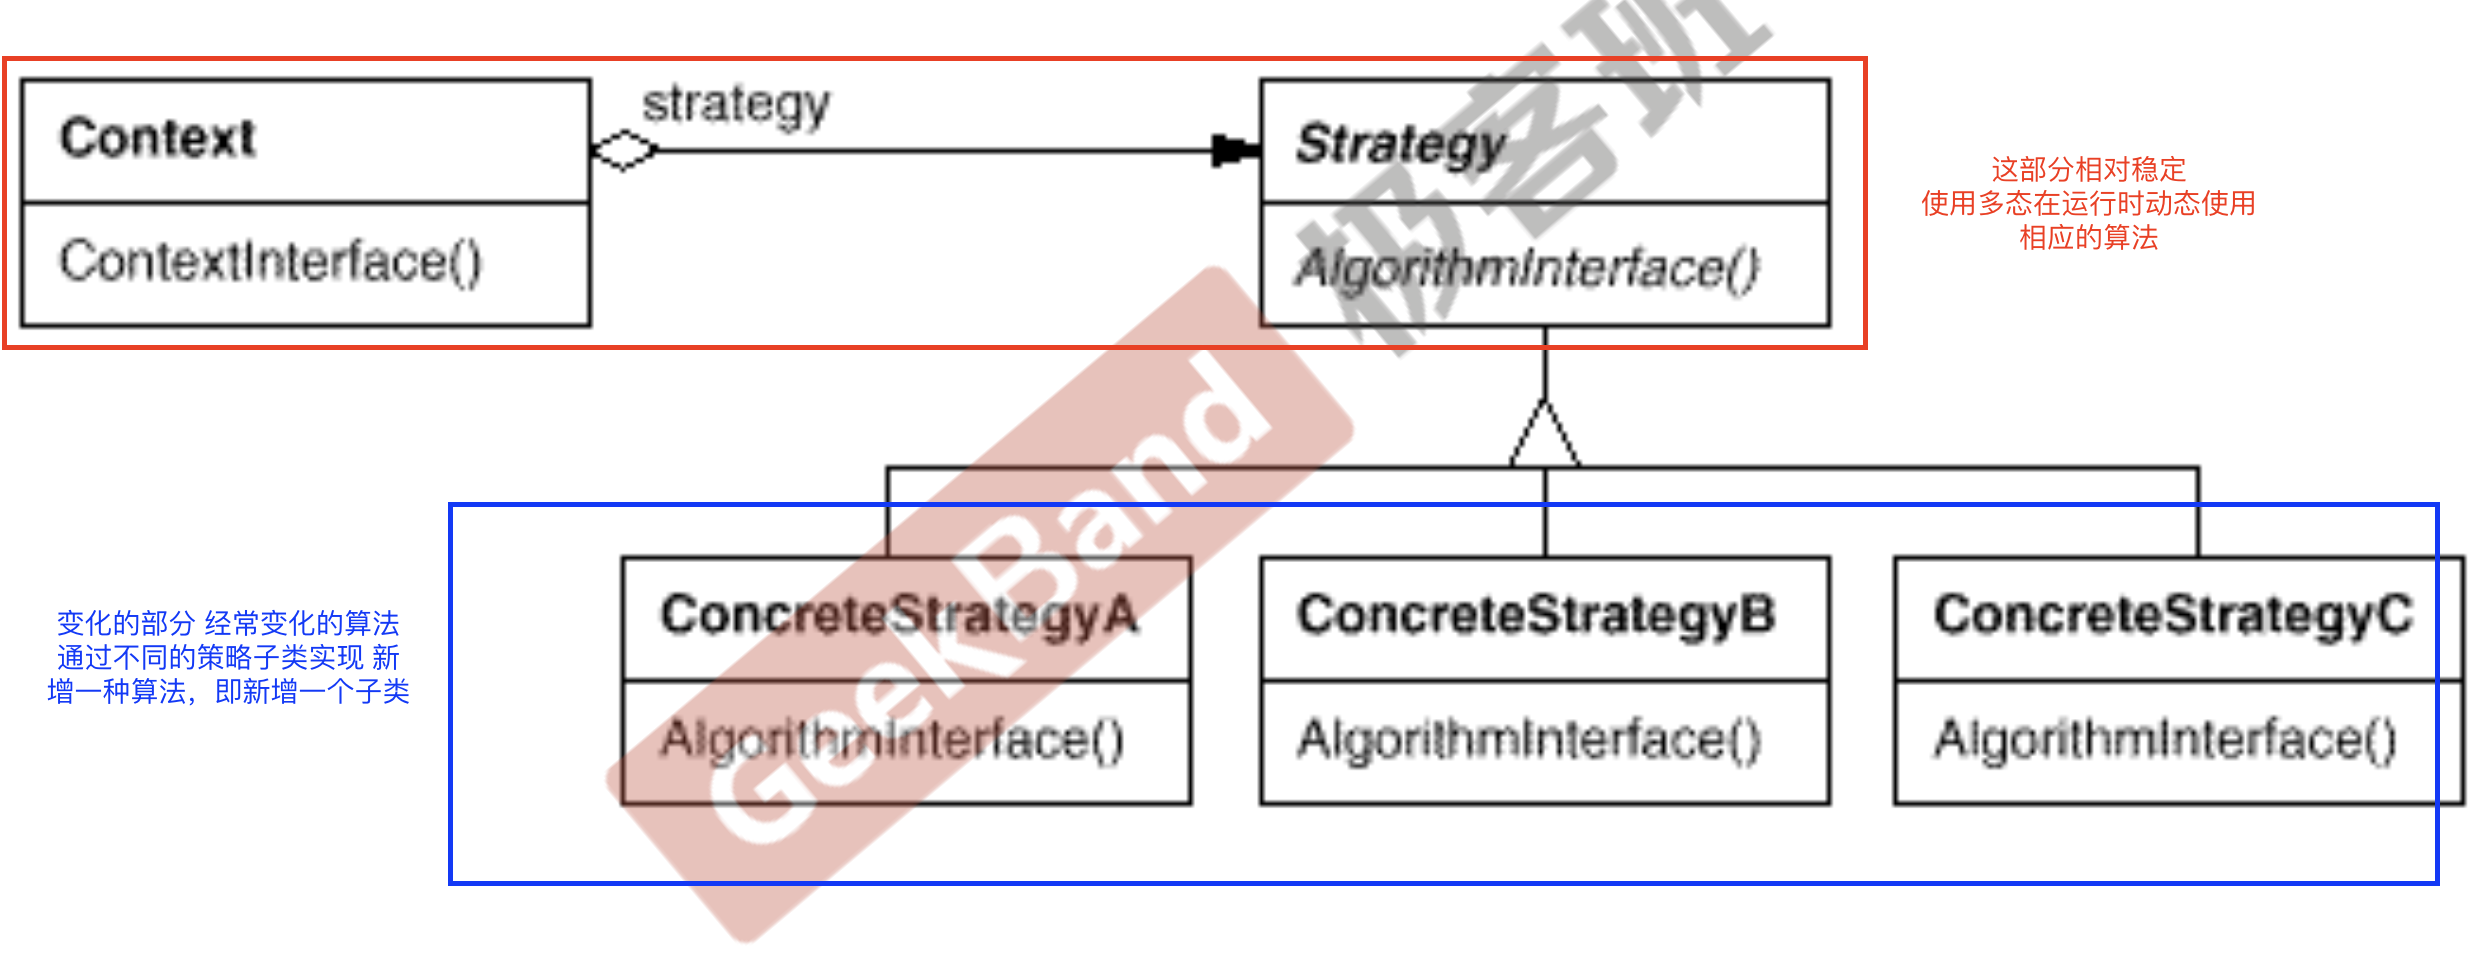 strategy
Context
ContextInterface()
Strategy
AlgorithmInterface()
这部分相对稳定
使用多态在运行时动态使用
相应的算法
极客班
GeekBand
变化的部分 经常变化的算法
通过不同的策略子类实现 新
增一种算法，即新增一个子类
ConcreteStrategyA
AlgorithmInterface()
ConcreteStrategyB
AlgorithmInterface()
ConcreteStrategyC
AlgorithmInterface()